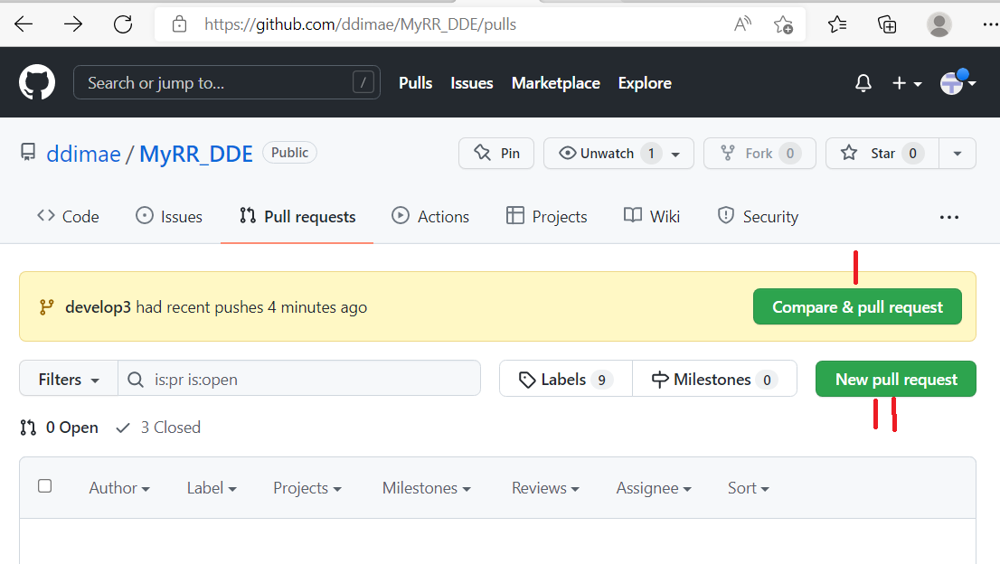 https://github.com/ddimae/MyRR_DDE/pulls
Search or jump to... / Pulls Issues Marketplace Explore
ddimae / MyRR_DDE Public Pin Unwatch 1 Fork 0 Star 0
Code Issues Pull requests Actions Projects Wiki Security
develop3 had recent pushes 4 minutes ago Compare & pull request
Filters is:pr is:open Labels 9 Milestones 0 New pull request
0 Open 3 Closed
Author Label Projects Milestones Reviews Assignee Sort